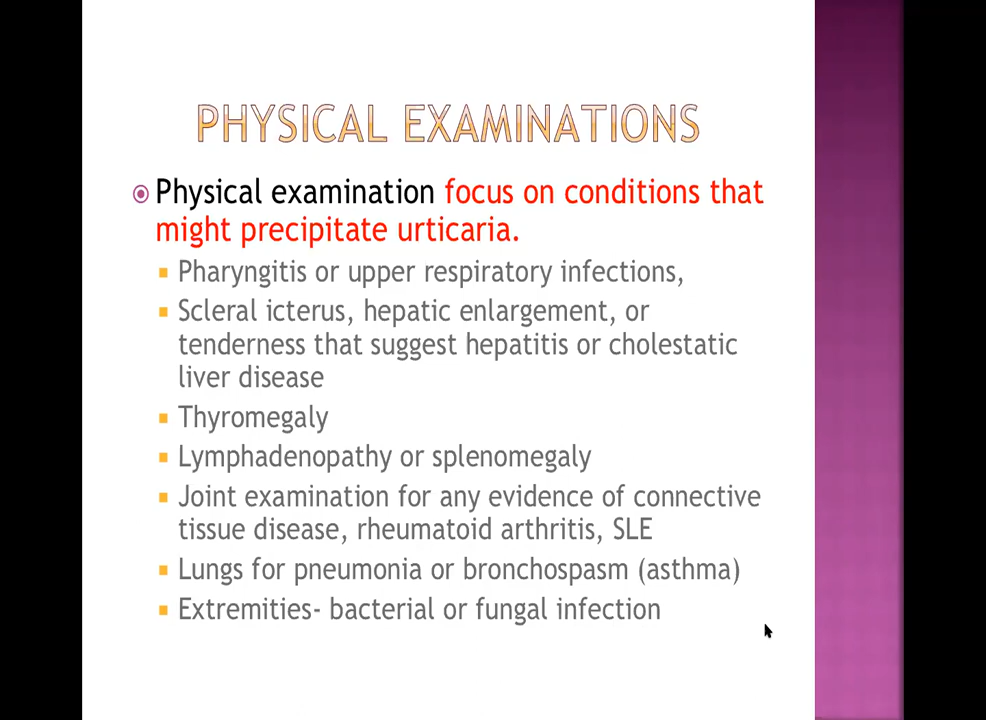 PHYSICAL EXAMINATIONS
Physical examination focus on conditions that
might precipitate urticaria.
Pharyngitis or upper respiratory infections,
Scleral icterus, hepatic enlargement, or
tenderness that suggest hepatitis or cholestatic
liver disease
Thyromegaly
Lymphadenopathy or splenomegaly
Joint examination for any evidence of connective
tissue disease, rheumatoid arthritis, SLE
Lungs for pneumonia or bronchospasm (asthma)
Extremities- bacterial or fungal infection